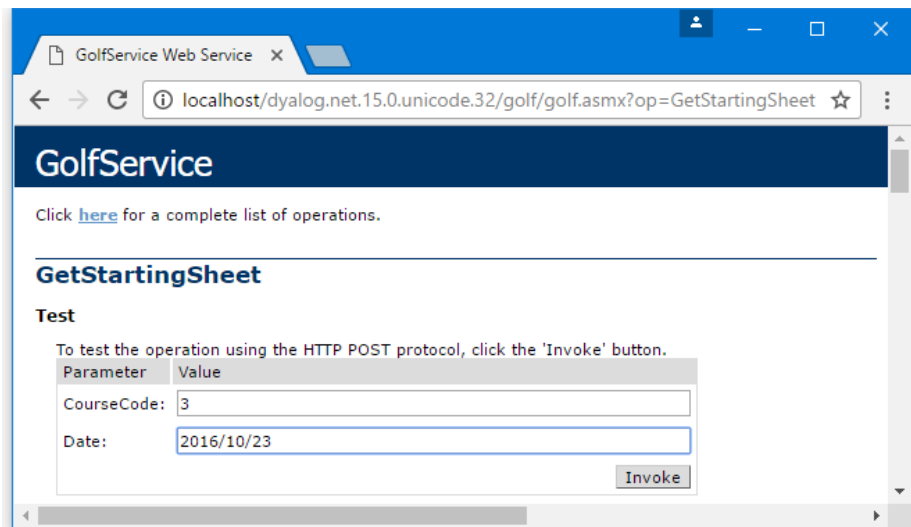 GolfService Web Service
localhost/dyalog.net.15.0.unicode.32/golf/golf.asmx?op=GetStartingSheet
GolfService
Click here for a complete list of operations.
GetStartingSheet
Test
To test the operation using the HTTP POST protocol, click the 'Invoke' button.
Parameter Value
CourseCode: 3
Date: 2016/10/23
Invoke